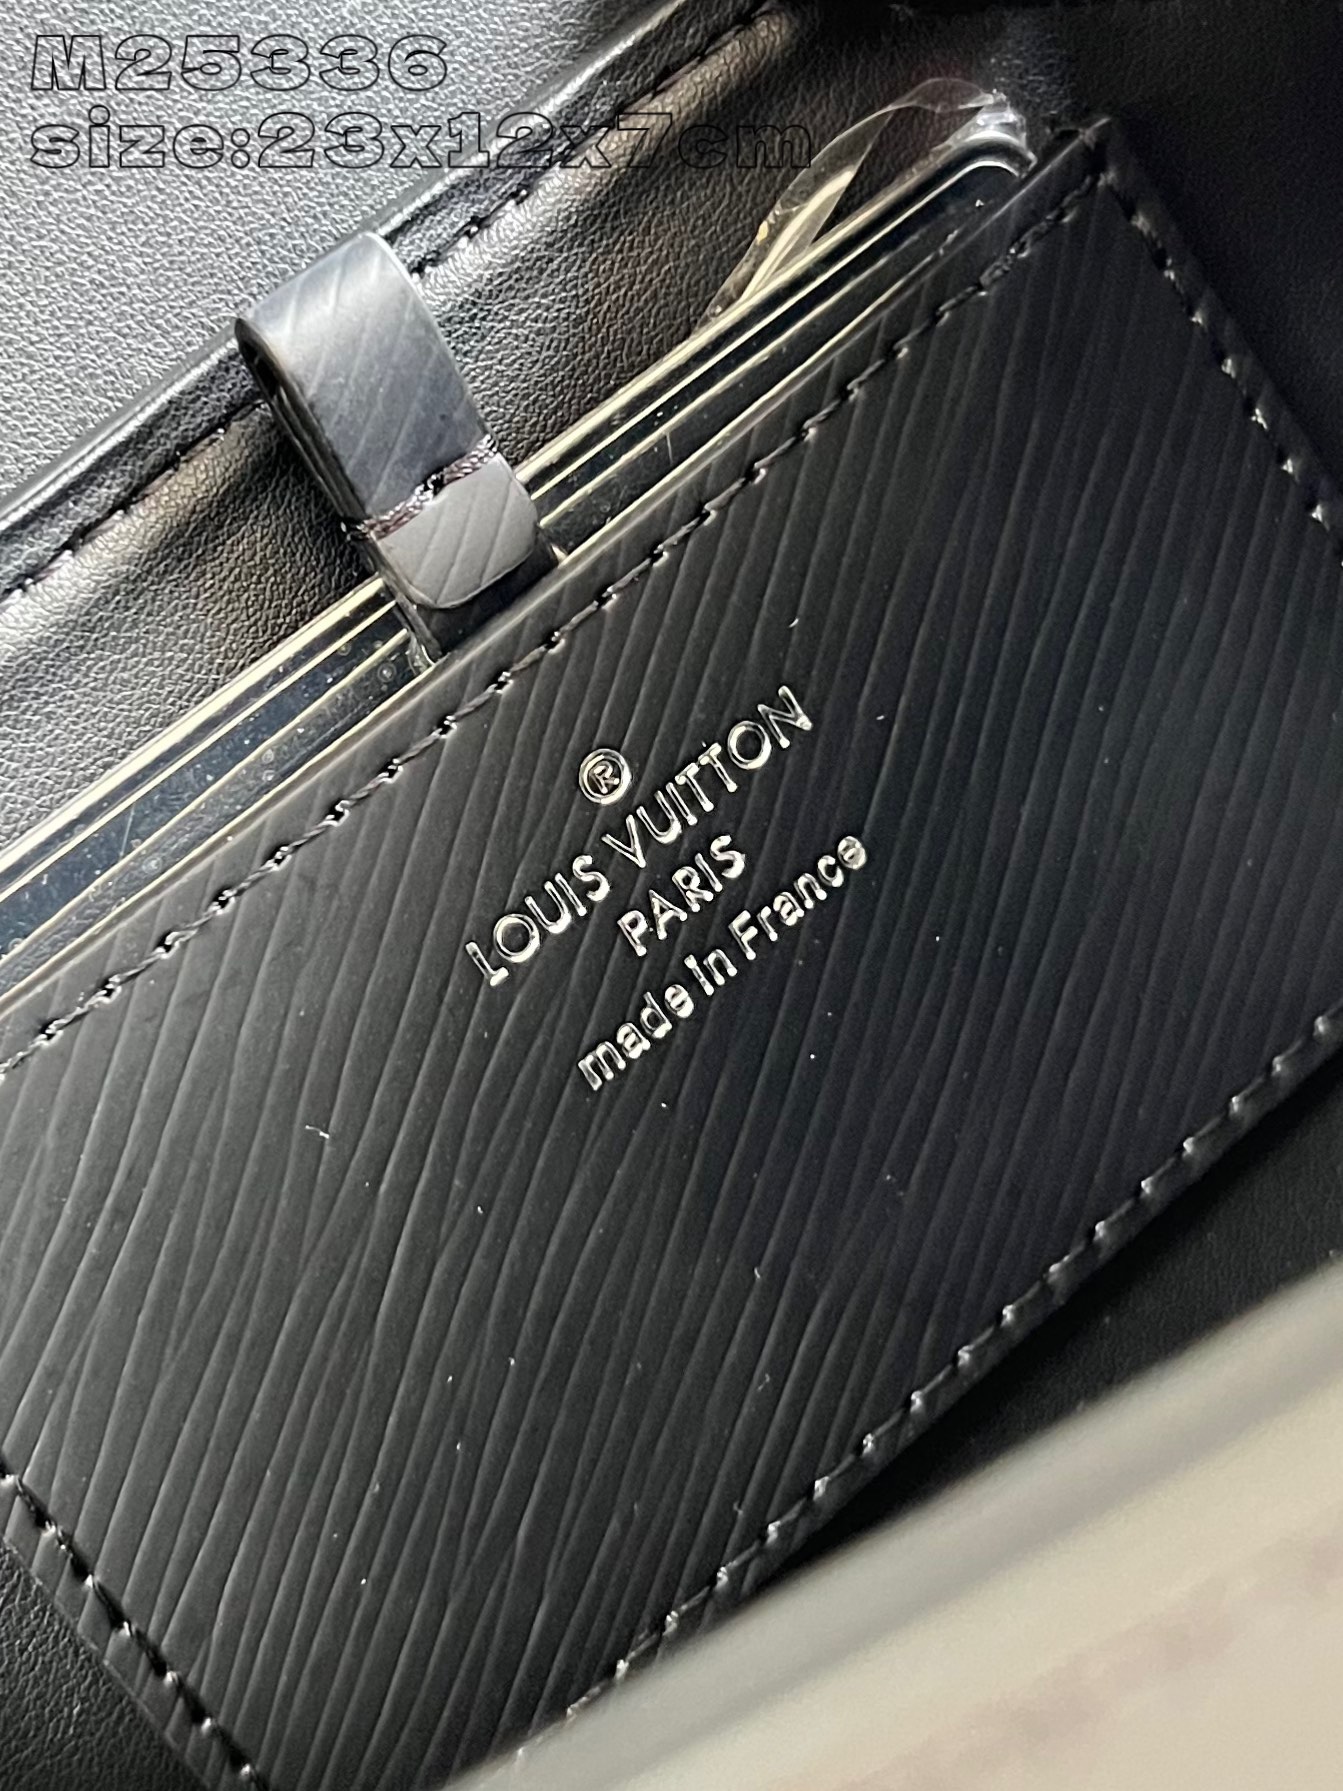 M25336
size:23x12x7cm
®
LOUIS VUITTON
PARIS
made in France